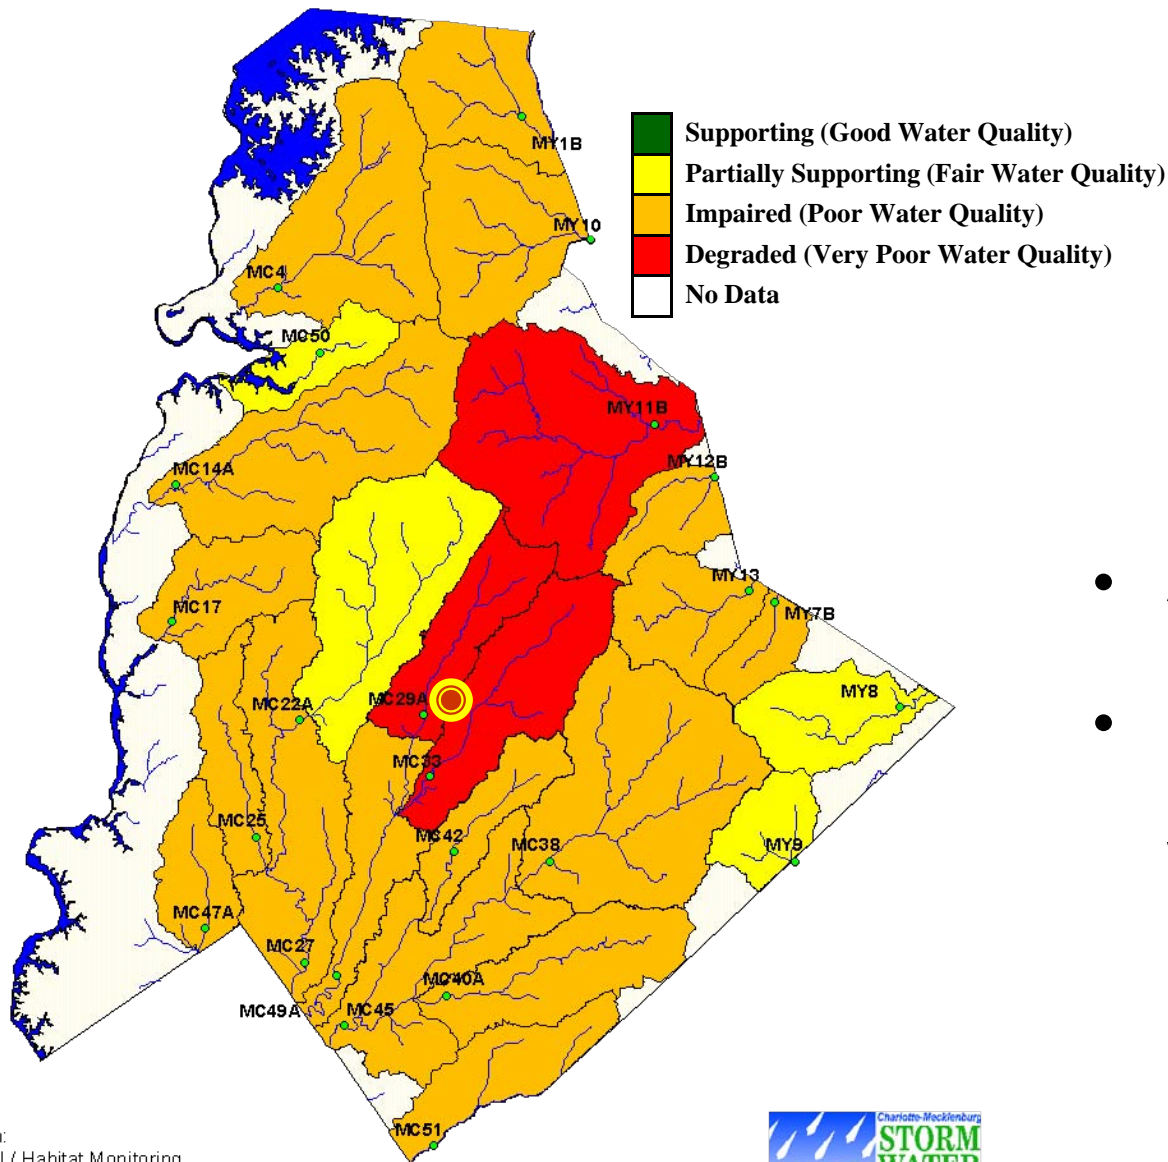 Supporting (Good Water Quality)
Partially Supporting (Fair Water Quality)
Impaired (Poor Water Quality)
Degraded (Very Poor Water Quality)
No Data
MY1B
MY10
MC4
MC50
MY11B
MC14A
MY12B
MY13
MC17
MY7B
MY8
MC29A
MC22A
MC33
MC25
MC42
MC38
MY9
MC47A
MC27
MC40A
MC49A
MC45
MC51
Charlotte-Mecklenburg
STORM
WATER
/ Habitat Monitoring